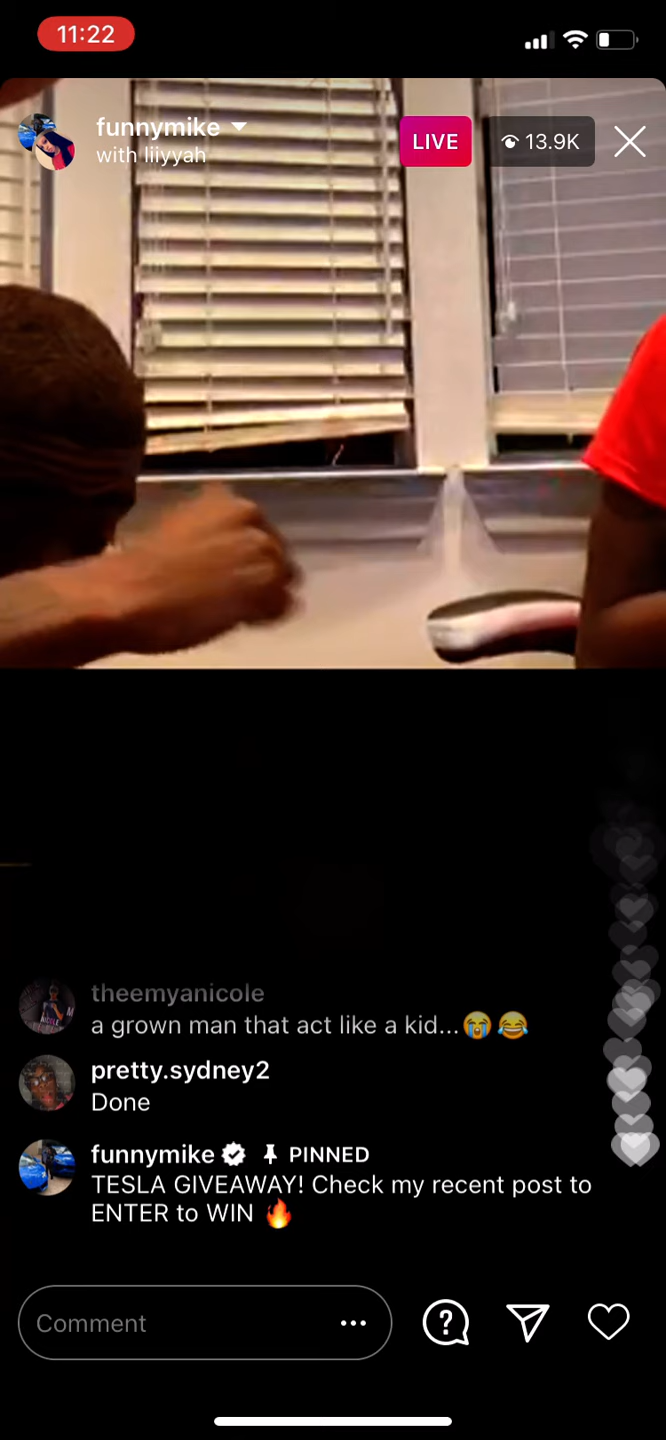 11:22
funnymike
with liiyyah
LIVE
13.9K
theemyanicole
a grown man that act like a kid...😭😂
pretty.sydney2
Done
funnymike PINNED
TESLA GIVEAWAY! Check my recent post to
ENTER to WIN 🔥
Comment